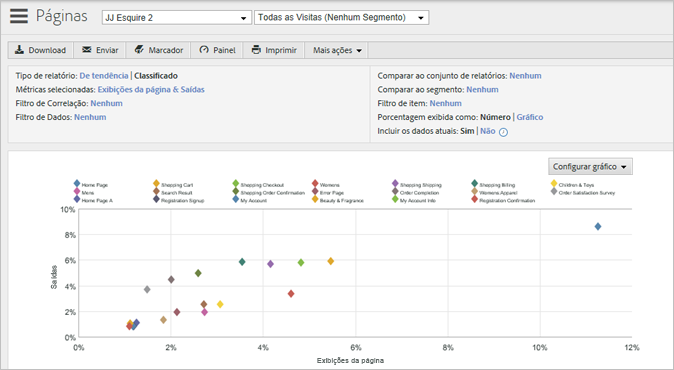 Páginas
JJ Esquire 2
Todas as Visitas (Nenhum Segmento)
Download
Enviar
Marcador
Painel
Imprimir
Mais ações
Tipo de relatório: De tendência | Classificado
Métricas selecionadas: Exibições da página & Saídas
Filtro de Correlação: Nenhum
Filtro de Dados: Nenhum
Comparar ao conjunto de relatórios: Nenhum
Comparar ao segmento: Nenhum
Filtro de item: Nenhum
Porcentagem exibida como: Número | Gráfico
Incluir os dados atuais: Sim | Não i
Configurar gráfico
Home Page Shopping Cart Shopping Checkout Womens Shopping Shipping Shopping Billing Children & Toys
Mens Search Result Shopping Order Confirmation Error Page Order Completion Womens Apparel Order Satisfaction Survey
Home Page A Registration Signup My Account Beauty & Fragrance My Account Info Registration Confirmation
10%
8%
6%
4%
2%
0%
Saídas
0% 2% 4% 6% 8% 10% 12%
Exibições da página